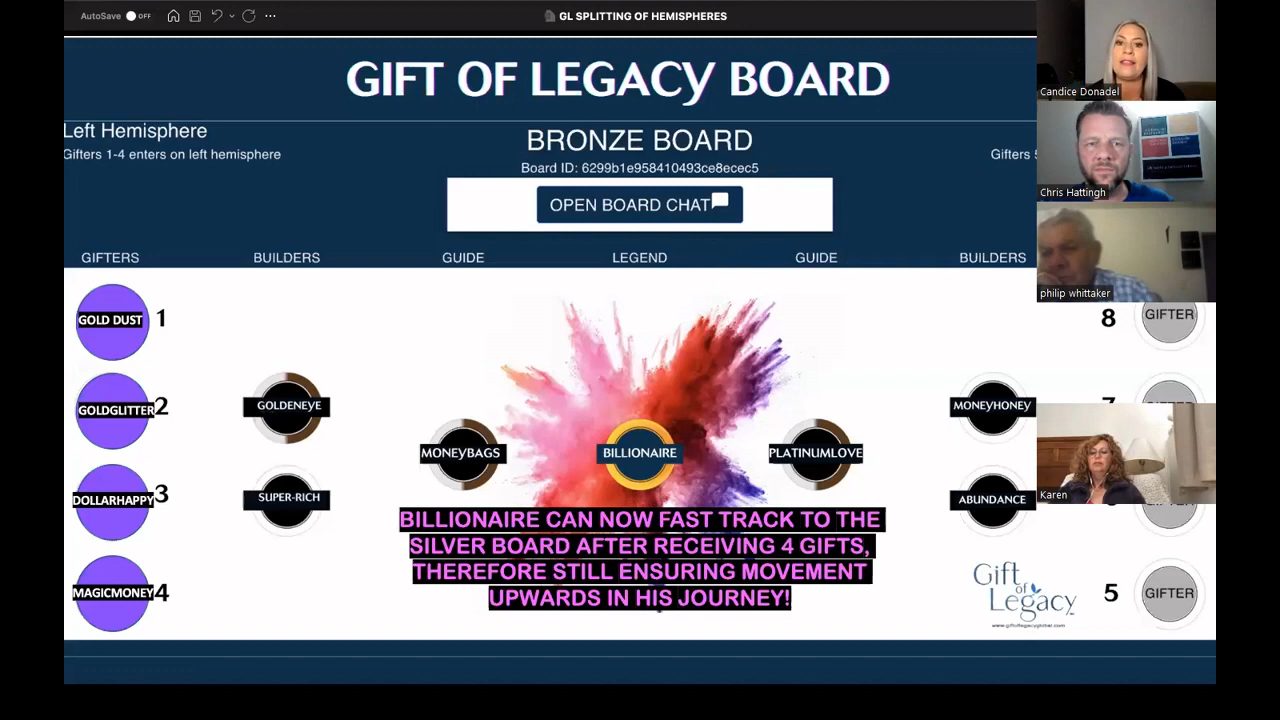 AutoSave OFF
GL SPLITTING OF HEMISPHERES
GIFT OF LEGACY BOARD
Left Hemisphere
Gifters 1-4 enters on left hemisphere
BRONZE BOARD
Board ID: 6299b1e958410493ce8ecec5
Gifters
OPEN BOARD CHAT
GIFTERS
BUILDERS
GUIDE
LEGEND
GUIDE
BUILDERS
GOLD DUST 1
GOLDGLITTER 2
DOLLARHAPPY 3
MAGICMONEY 4
GOLDENEYE
SUPER-RICH
MONEYBAGS
BILLIONAIRE
PLATINUMLOVE
MONEYHONEY
ABUNDANCE
8 GIFTER
5 GIFTER
BILLIONAIRE CAN NOW FAST TRACK TO THE
SILVER BOARD AFTER RECEIVING 4 GIFTS,
THEREFORE STILL ENSURING MOVEMENT
UPWARDS IN HIS JOURNEY!
Gift
of
Legacy
www.giftoflegacyglobal.com
Candice Donadel
Chris Hattingh
philip whittaker
Karen